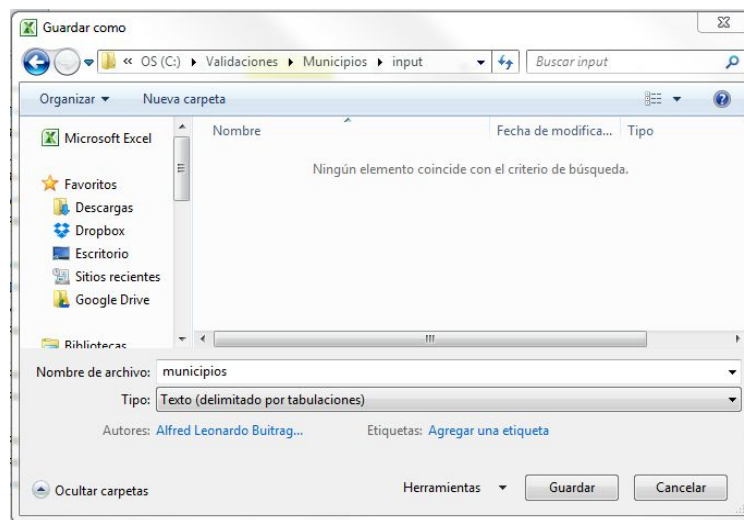 Guardar como
« OS (C:) ▸ Validaciones ▸ Municipios ▸ input
Buscar input
Organizar
Nueva carpeta
Microsoft Excel
Favoritos
Descargas
Dropbox
Escritorio
Sitios recientes
Google Drive
Bibliotecas
Nombre Fecha de modifica... Tipo
Ningún elemento coincide con el criterio de búsqueda.
Nombre de archivo: municipios
Tipo: Texto (delimitado por tabulaciones)
Autores: Alfred Leonardo Buitrag... Etiquetas: Agregar una etiqueta
Ocultar carpetas Herramientas Guardar Cancelar